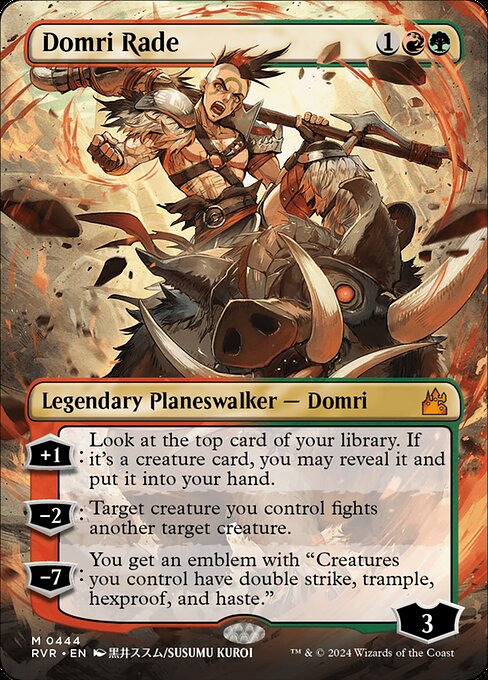 Domri Rade 1
Legendary Planeswalker — Domri
+1: Look at the top card of your library. If
it's a creature card, you may reveal it and
put it into your hand.
−2: Target creature you control fights
another target creature.
−7: You get an emblem with “Creatures
you control have double strike, trample,
hexproof, and haste.”
3
M 0444
RVR • EN 黒井ススム/SUSUMU KUROI ™ & © 2024 Wizards of the Coast